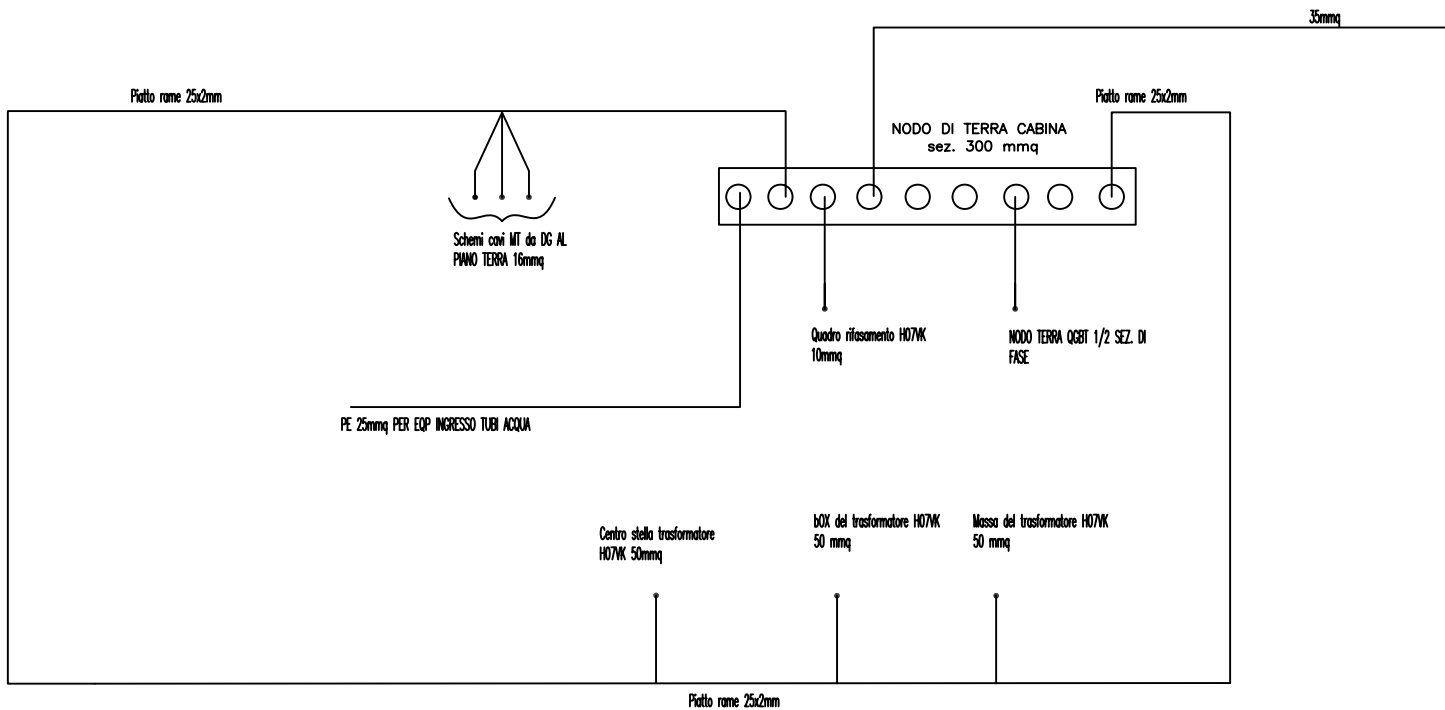 35mmq
Piatto rame 25x2mm
Piatto rame 25x2mm
NODO DI TERRA CABINA
sez. 300 mmq
Schemi cavi MT da DG AL
PIANO TERRA 16mmq
Quadro rifasamento H07VK
10mmq
NODO TERRA QGBT 1/2 SEZ. DI
FASE
PE 25mmq PER EQP INGRESSO TUBI ACQUA
Centro stella trasformatore
H07VK 50mmq
bOX del trasformatore H07VK
50 mmq
Massa del trasformatore H07VK
50 mmq
Piatto rame 25x2mm